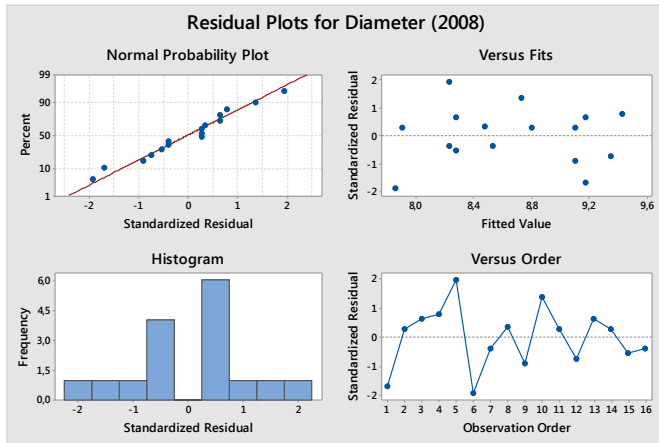 Residual Plots for Diameter (2008)
Normal Probability Plot
99
90
50
10
1
Percent
-2 -1 0 1 2
Standardized Residual
Versus Fits
2
1
0
-1
-2
Standardized Residual
8,0 8,4 8,8 9,2 9,6
Fitted Value
Histogram
6,0
4,5
3,0
1,5
0,0
Frequency
-2 -1 0 1 2
Standardized Residual
Versus Order
2
1
0
-1
-2
Standardized Residual
1 2 3 4 5 6 7 8 9 10 11 12 13 14 15 16
Observation Order